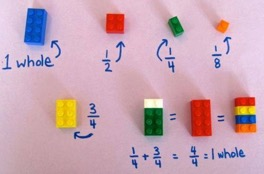 1 whole
1/2
1/4
1/8
3/4
= =
1/4 + 3/4 = 4/4 = 1 whole